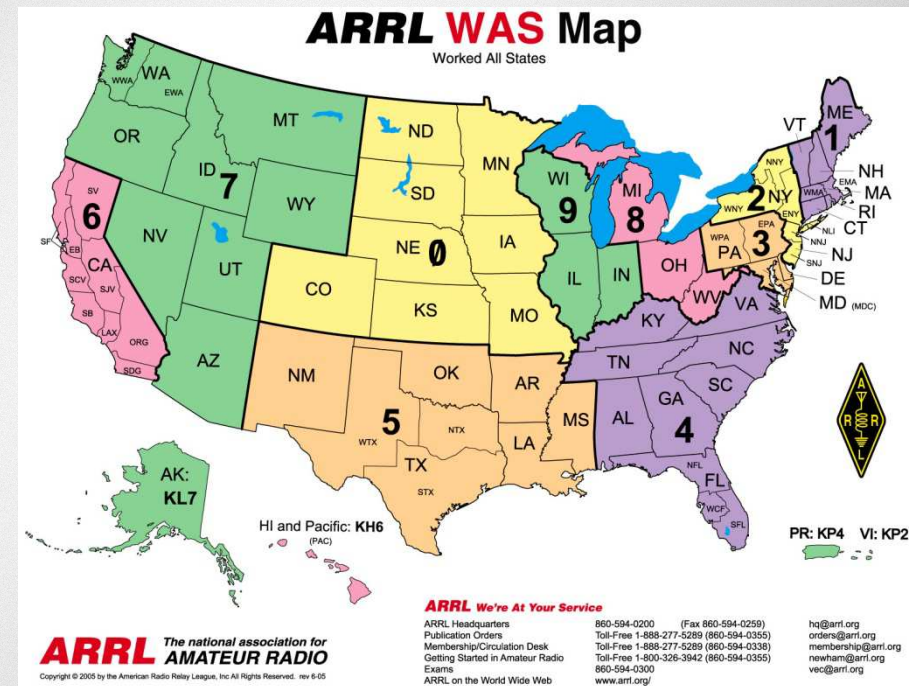 ARRL WAS Map
Worked All States
WA
WWA
EWA
OR
MT
ID
7
WY
NV
UT
AZ
6
SV
SF
EB
CA
SCV
SJV
SB
LAX
ORG
SDG
ND
SD
MN
NE
0
IA
CO
KS
MO
WI
9
IL
IN
MI
8
OH
WV
NNY
2
NY
WNY
ENY
NLI
NNJ
NJ
SNJ
EPA
WPA
3
PA
DE
MD (MDC)
VT
ME
1
NH
EMA
MA
WMA
RI
CT
NM
OK
AR
5
WTX
NTX
TX
STX
LA
MS
KY
VA
TN
NC
SC
AL
GA
4
NFL
FL
WCF
SFL
A
R R
L
AK:
KL7
HI and Pacific: KH6
(PAC)
PR: KP4 VI: KP2
ARRL We're At Your Service
ARRL Headquarters 860-594-0200 (Fax 860-594-0259) hq@arrl.org
Publication Orders Toll-Free 1-888-277-5289 (860-594-0355) orders@arrl.org
Membership/Circulation Desk Toll-Free 1-888-277-5289 (860-594-0338) membership@arrl.org
Getting Started in Amateur Radio Toll-Free 1-800-326-3942 (860-594-0355) newham@arrl.org
Exams 860-594-0300 vec@arrl.org
ARRL on the World Wide Web www.arrl.org/
ARRL The national association for
AMATEUR RADIO
Copyright © 2005 by the American Radio Relay League, Inc All Rights Reserved. rev 6-05